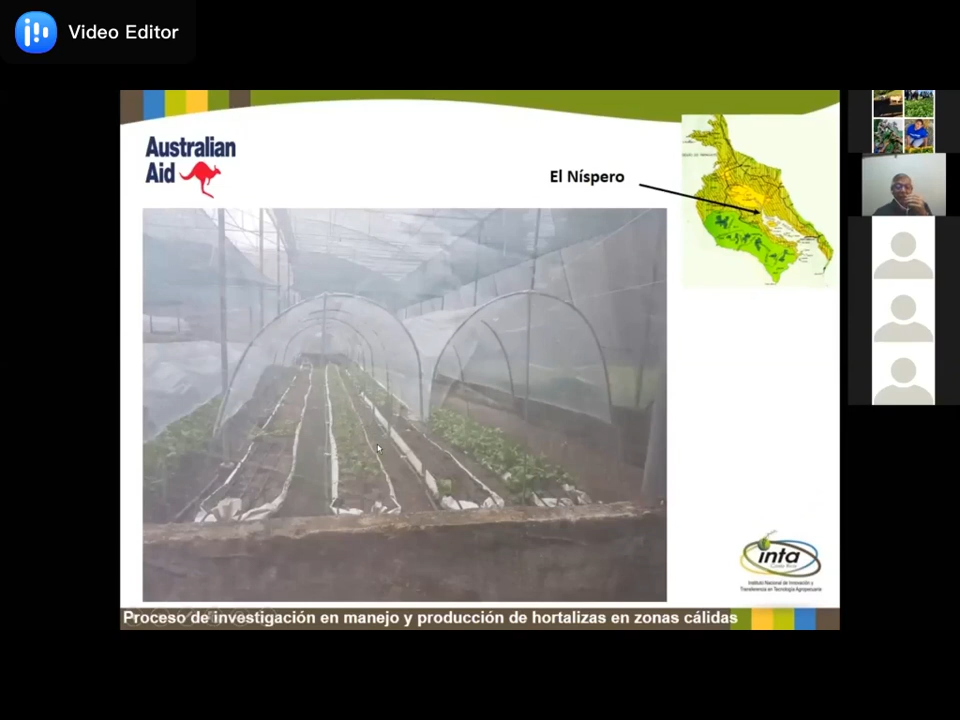 Video Editor
Australian
Aid
El Níspero
inta
Costa Rica
Instituto Nacional de Innovación y
Transferencia en Tecnología Agropecuaria
Proceso de investigación en manejo y producción de hortalizas en zonas cálidas